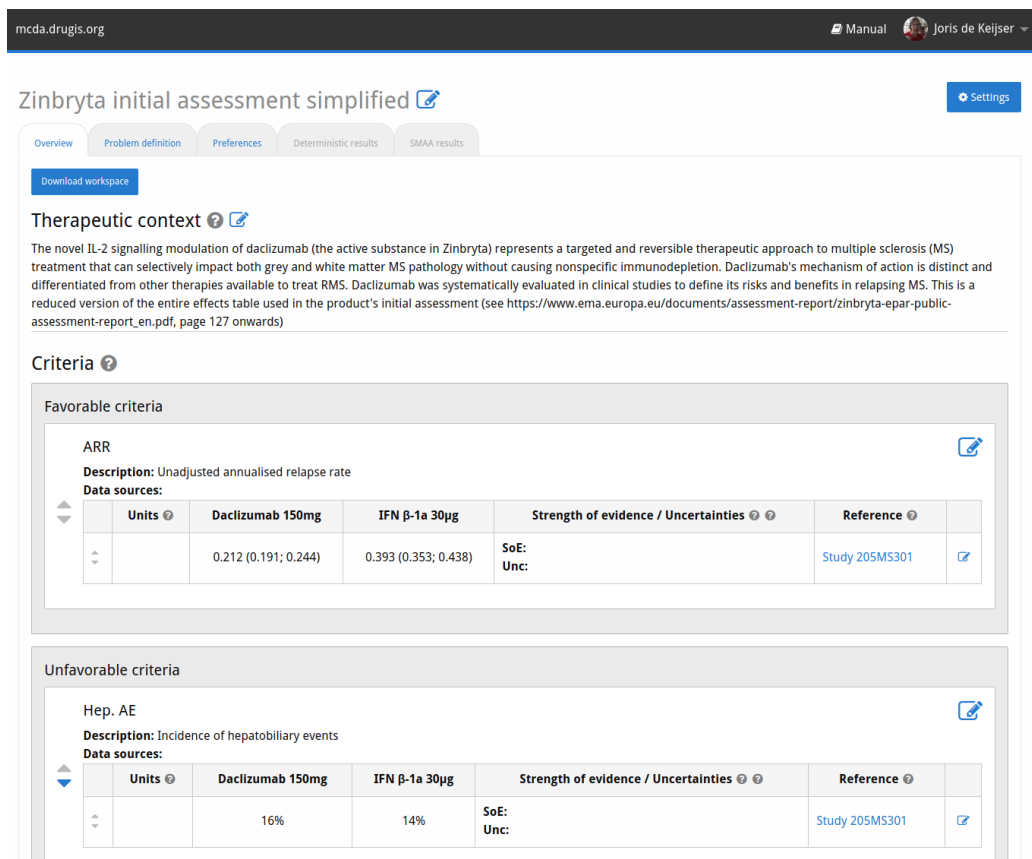 mcda.drugis.org Manual Joris de Keijser
Zinbryta initial assessment simplified Settings
Overview Problem definition Preferences Deterministic results SMAA results
Download workspace
Therapeutic context
The novel IL-2 signalling modulation of daclizumab (the active substance in Zinbryta) represents a targeted and reversible therapeutic approach to multiple sclerosis (MS)
treatment that can selectively impact both grey and white matter MS pathology without causing nonspecific immunodepletion. Daclizumab's mechanism of action is distinct and
differentiated from other therapies available to treat RMS. Daclizumab was systematically evaluated in clinical studies to define its risks and benefits in relapsing MS. This is a
reduced version of the entire effects table used in the product's initial assessment (see https://www.ema.europa.eu/documents/assessment-report/zinbryta-epar-public-
assessment-report_en.pdf, page 127 onwards)
Criteria
Favorable criteria
ARR
Description: Unadjusted annualised relapse rate
Data sources:
Units Daclizumab 150mg IFN β-1a 30μg Strength of evidence / Uncertainties Reference
0.212 (0.191; 0.244) 0.393 (0.353; 0.438) SoE: Study 205MS301
Unc:
Unfavorable criteria
Hep. AE
Description: Incidence of hepatobiliary events
Data sources:
Units Daclizumab 150mg IFN β-1a 30μg Strength of evidence / Uncertainties Reference
16% 14% SoE: Study 205MS301
Unc: